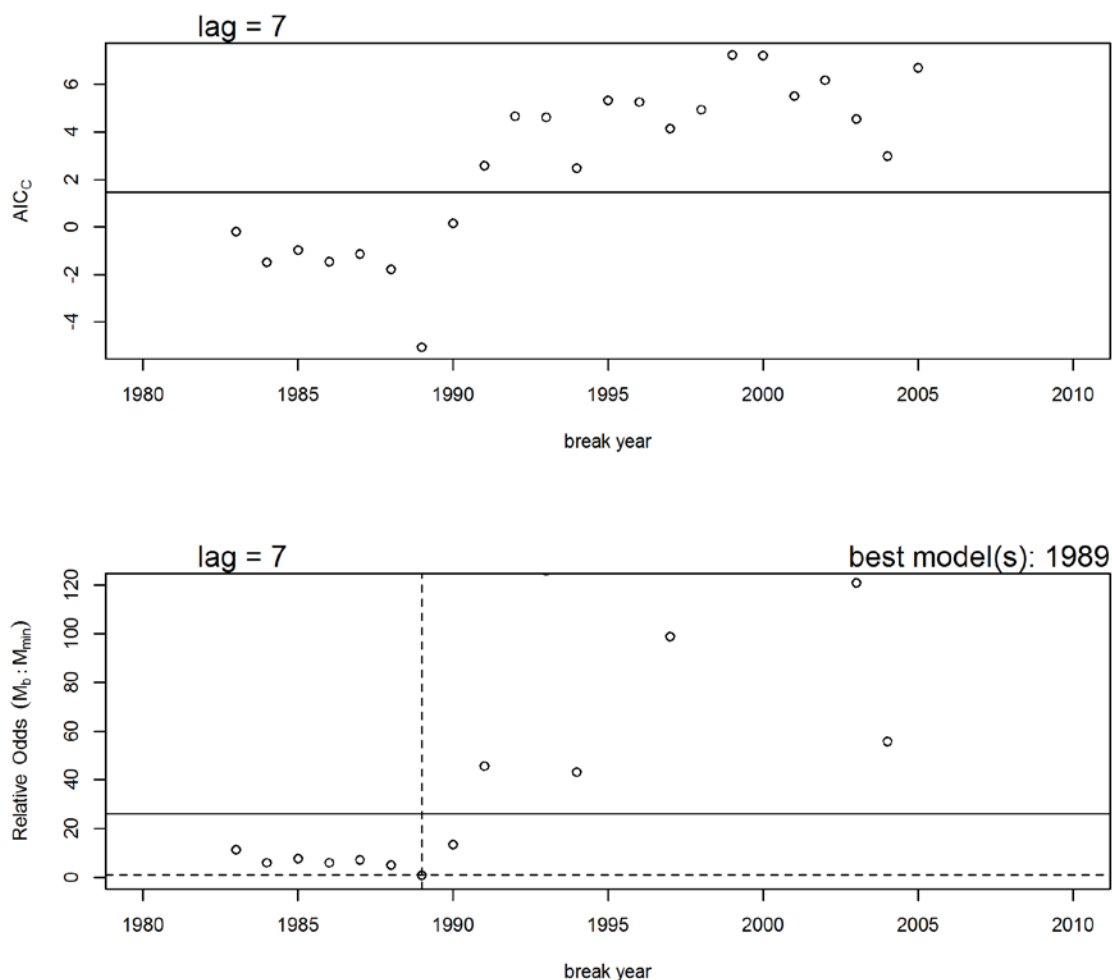 lag = 7
AIC_C
6
4
2
0
-2
-4
1980 1985 1990 1995 2000 2005 2010
break year
lag = 7 best model(s): 1989
Relative Odds (M_b : M_min)
120
100
80
60
40
20
0
1980 1985 1990 1995 2000 2005 2010
break year